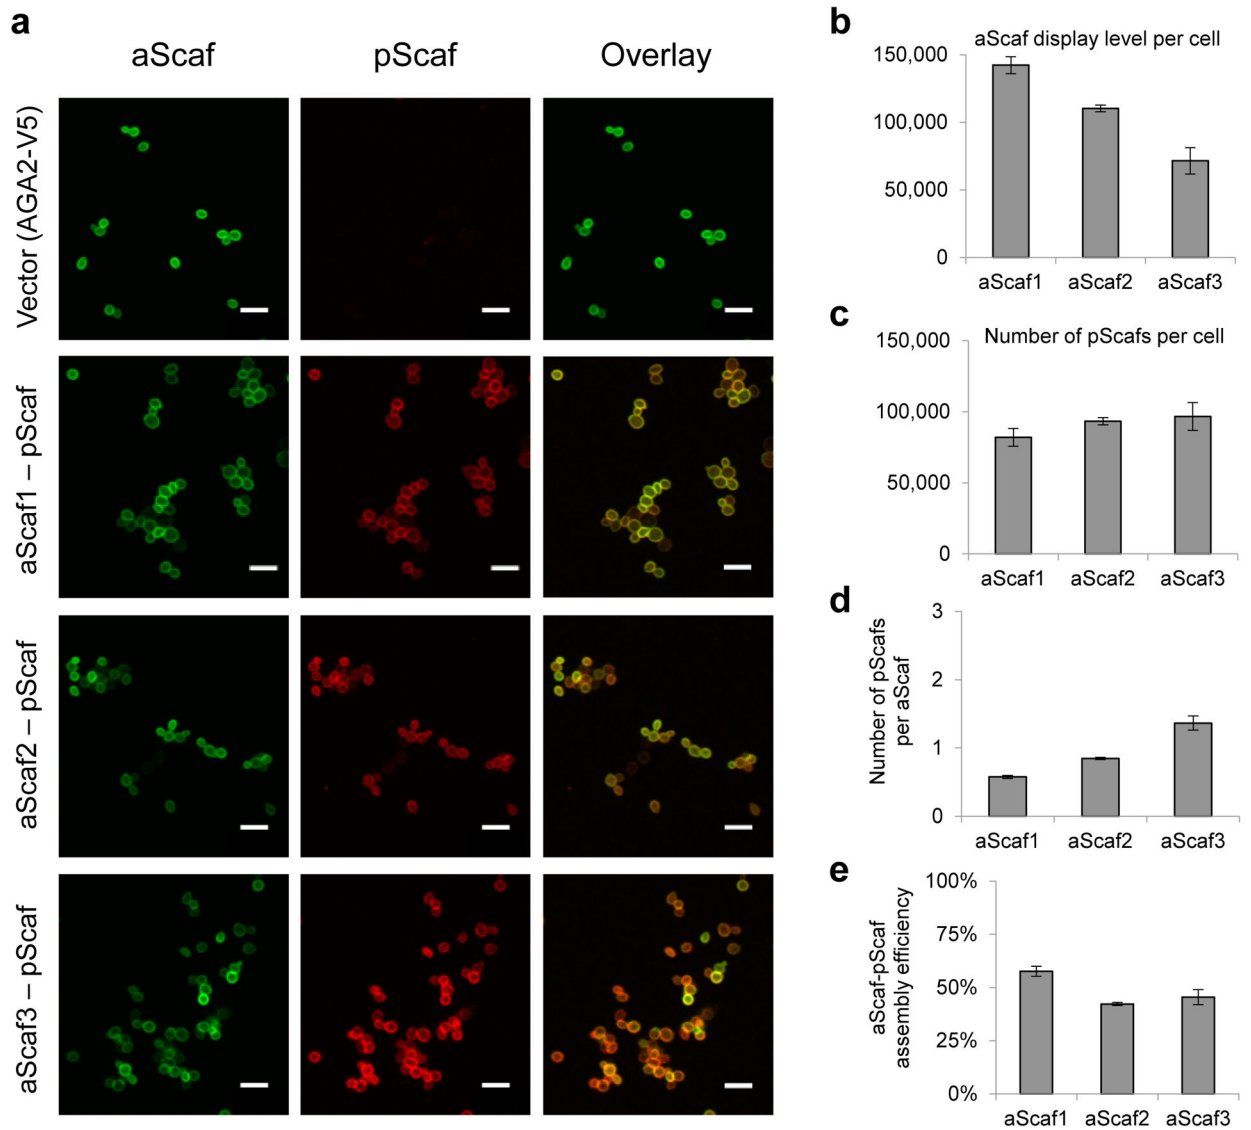 a
aScaf
pScaf
Overlay
Vector (AGA2-V5)
aScaf1 – pScaf
aScaf2 – pScaf
aScaf3 – pScaf
b
aScaf display level per cell
150,000
100,000
50,000
0
aScaf1
aScaf2
aScaf3
c
Number of pScafs per cell
150,000
100,000
50,000
0
aScaf1
aScaf2
aScaf3
d
Number of pScafs
per aScaf
3
2
1
0
aScaf1
aScaf2
aScaf3
e
aScaf-pScaf
assembly efficiency
100%
75%
50%
25%
0%
aScaf1
aScaf2
aScaf3